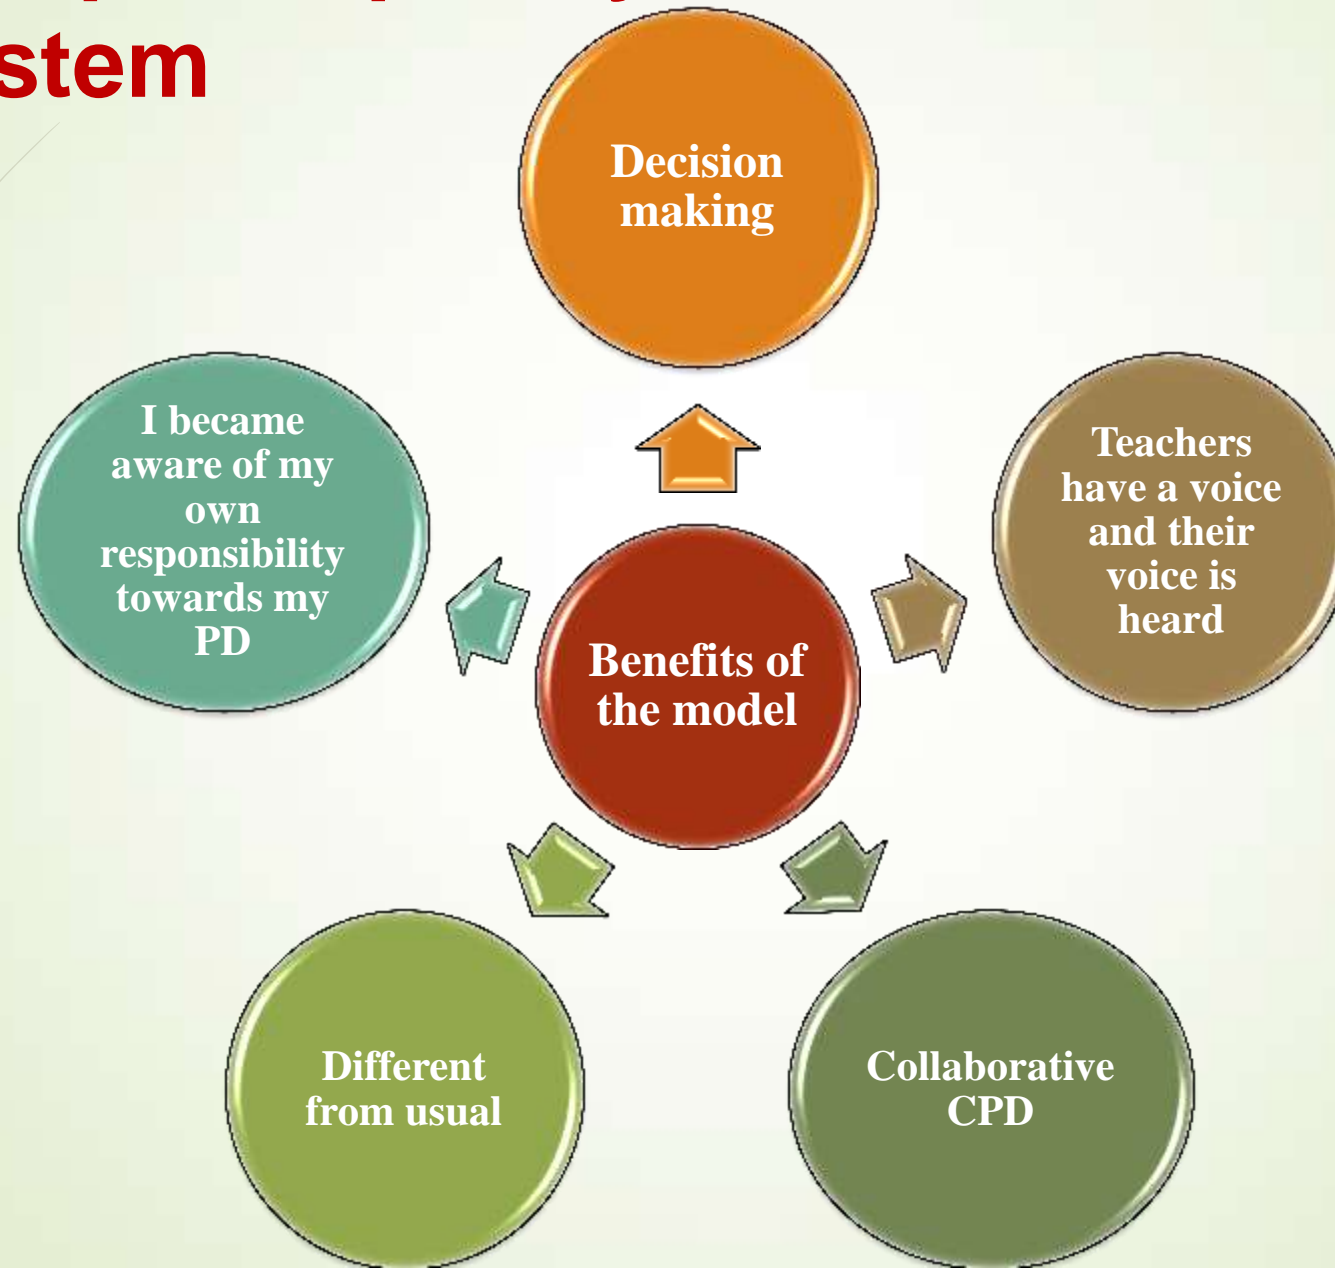 Decision
making
I became
aware of my
own
responsibility
towards my
PD
Teachers
have a voice
and their
voice is
heard
Benefits of
the model
Different
from usual
Collaborative
CPD